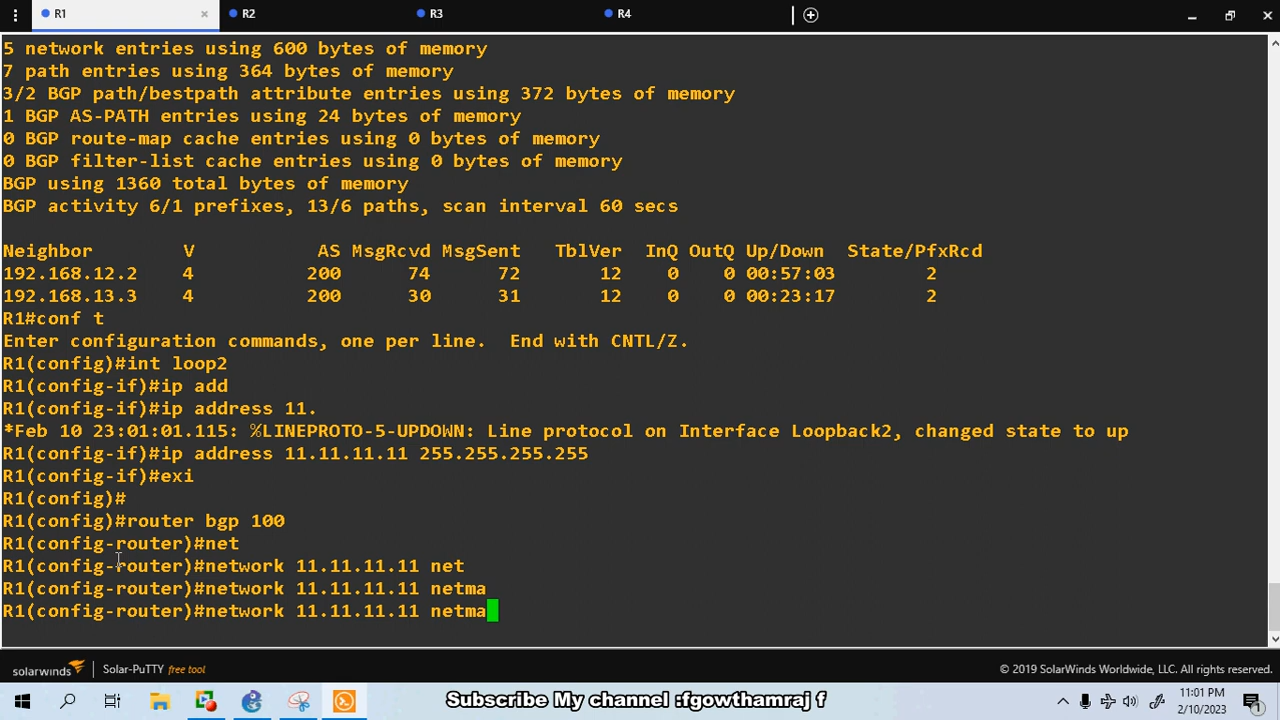 R1
R2
R3
R4
5 network entries using 600 bytes of memory
7 path entries using 364 bytes of memory
3/2 BGP path/bestpath attribute entries using 372 bytes of memory
1 BGP AS-PATH entries using 24 bytes of memory
0 BGP route-map cache entries using 0 bytes of memory
0 BGP filter-list cache entries using 0 bytes of memory
BGP using 1360 total bytes of memory
BGP activity 6/1 prefixes, 13/6 paths, scan interval 60 secs
Neighbor V AS MsgRcvd MsgSent TblVer InQ OutQ Up/Down State/PfxRcd
192.168.12.2 4 200 74 72 12 0 0 00:57:03 2
192.168.13.3 4 200 30 31 12 0 0 00:23:17 2
R1#conf t
Enter configuration commands, one per line. End with CNTL/Z.
R1(config)#int loop2
R1(config-if)#ip add
R1(config-if)#ip address 11.
*Feb 10 23:01:01.115: %LINEPROTO-5-UPDOWN: Line protocol on Interface Loopback2, changed state to up
R1(config-if)#ip address 11.11.11.11 255.255.255.255
R1(config-if)#exi
R1(config)#
R1(config)#router bgp 100
R1(config-router)#net
R1(config-router)#network 11.11.11.11 net
R1(config-router)#network 11.11.11.11 netma
R1(config-router)#network 11.11.11.11 netma
solarwinds Solar-PuTTY free tool © 2019 SolarWinds Worldwide, LLC. All rights reserved.
Subscribe My channel :fgowthamraj f
11:01 PM
2/10/2023
1